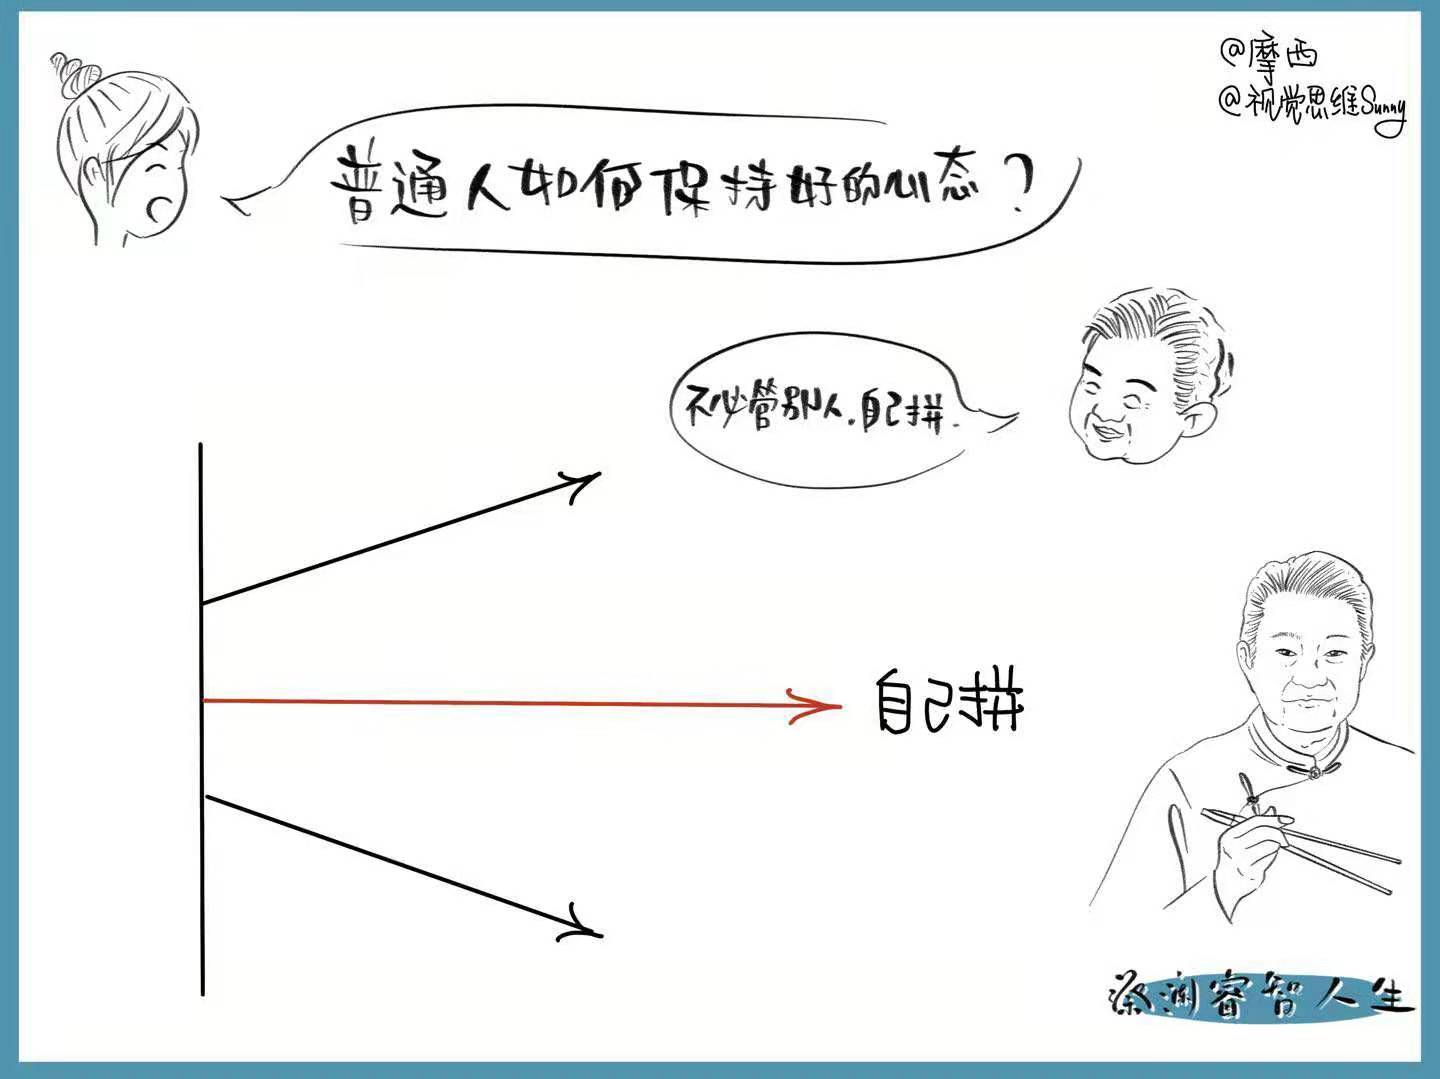 @摩西
@视觉思维Sunny
普通人如何保持好的心态？
不必管别人.自己拼.
自己拼
蔡澜睿智人生